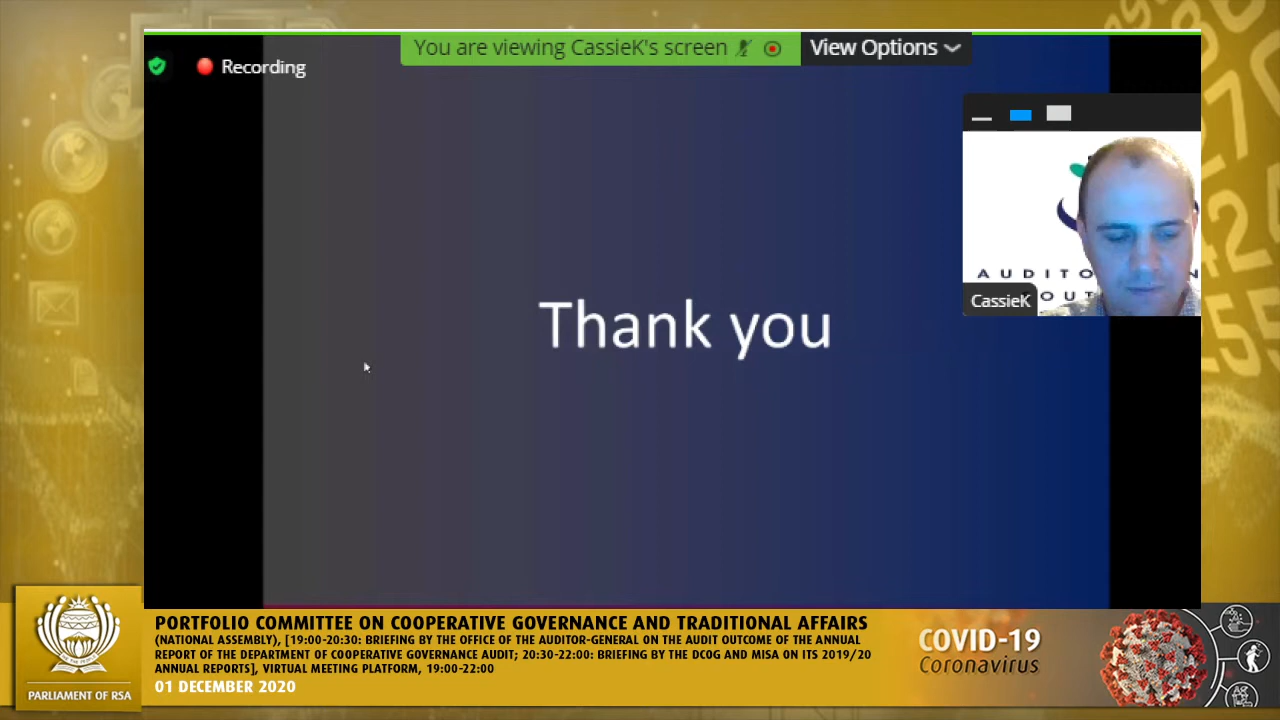 You are viewing CassieK's screen
View Options
Recording
Thank you
CassieK
PORTFOLIO COMMITTEE ON COOPERATIVE GOVERNANCE AND TRADITIONAL AFFAIRS
(NATIONAL ASSEMBLY), [19:00-20:30: BRIEFING BY THE OFFICE OF THE AUDITOR-GENERAL ON THE AUDIT OUTCOME OF THE ANNUAL
REPORT OF THE DEPARTMENT OF COOPERATIVE GOVERNANCE AUDIT; 20:30-22:00: BRIEFING BY THE DCOG AND MISA ON ITS 2019/20
ANNUAL REPORTS], VIRTUAL MEETING PLATFORM, 19:00-22:00
01 DECEMBER 2020
PARLIAMENT OF RSA
COVID-19
Coronavirus